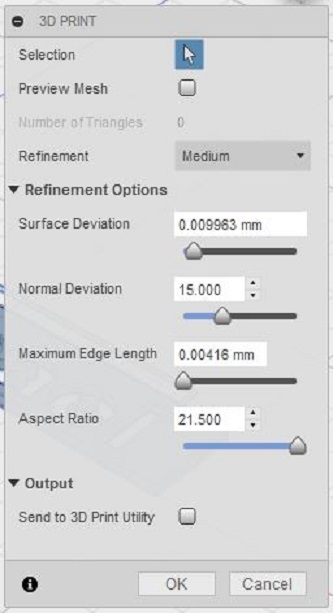 3D PRINT
Selection
Preview Mesh
Number of Triangles 0
Refinement Medium
Refinement Options
Surface Deviation 0.009963 mm
Normal Deviation 15.000
Maximum Edge Length 0.00416 mm
Aspect Ratio 21.500
Output
Send to 3D Print Utility
OK Cancel